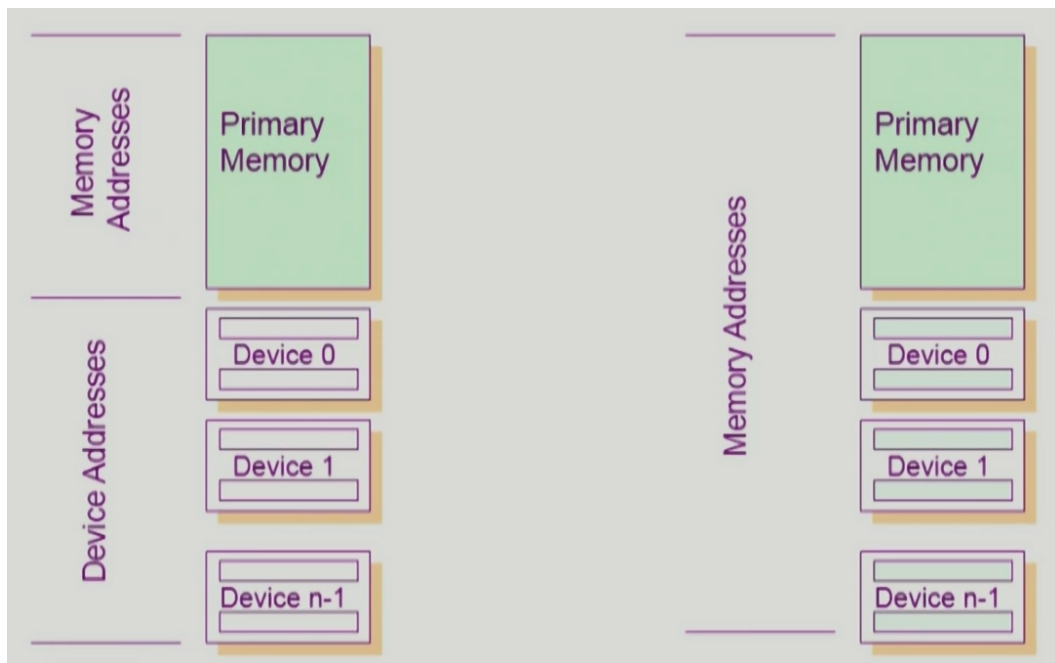 Memory
Addresses
Primary
Memory
Device Addresses
Device 0
Device 1
Device n-1
Memory Addresses
Primary
Memory
Device 0
Device 1
Device n-1